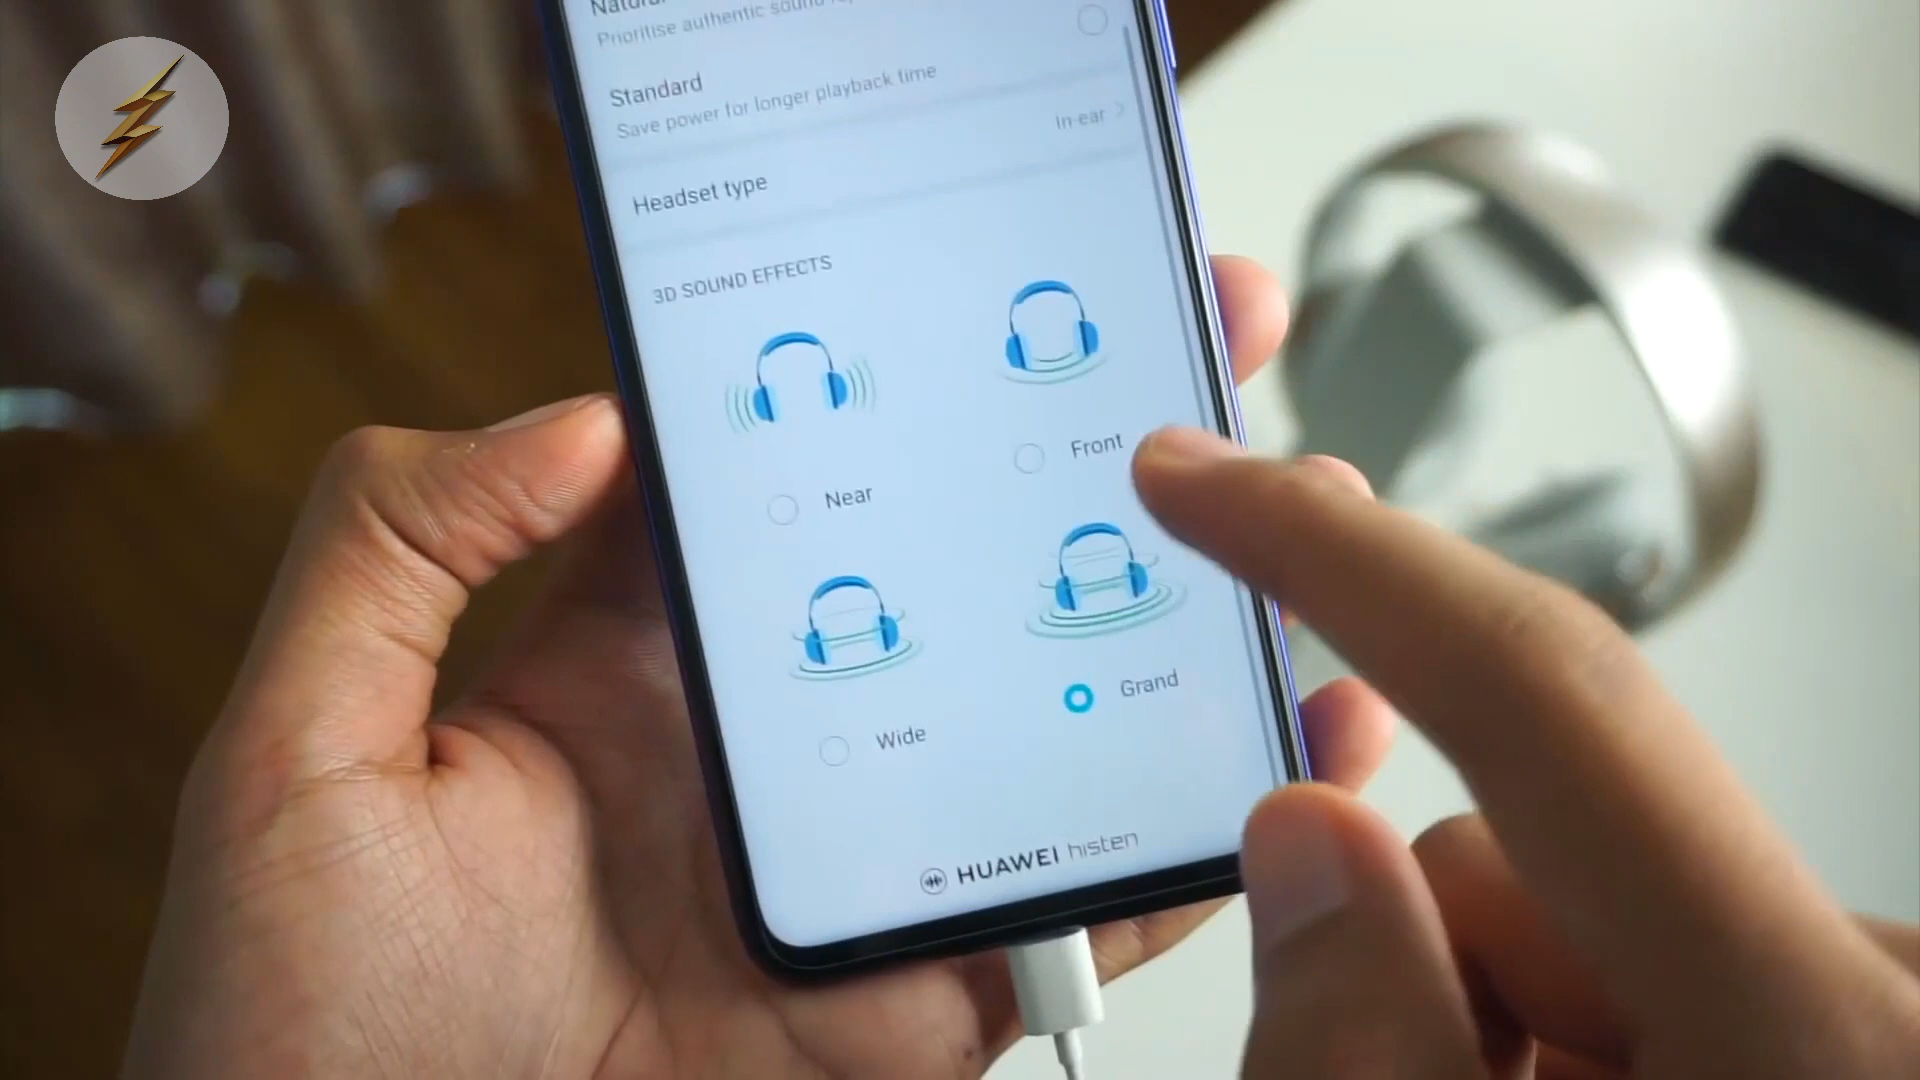 Natural
Prioritise authentic sound
Standard
Save power for longer playback time
Headset type
In-ear
3D SOUND EFFECTS
Near
Front
Wide
Grand
HUAWEI histen